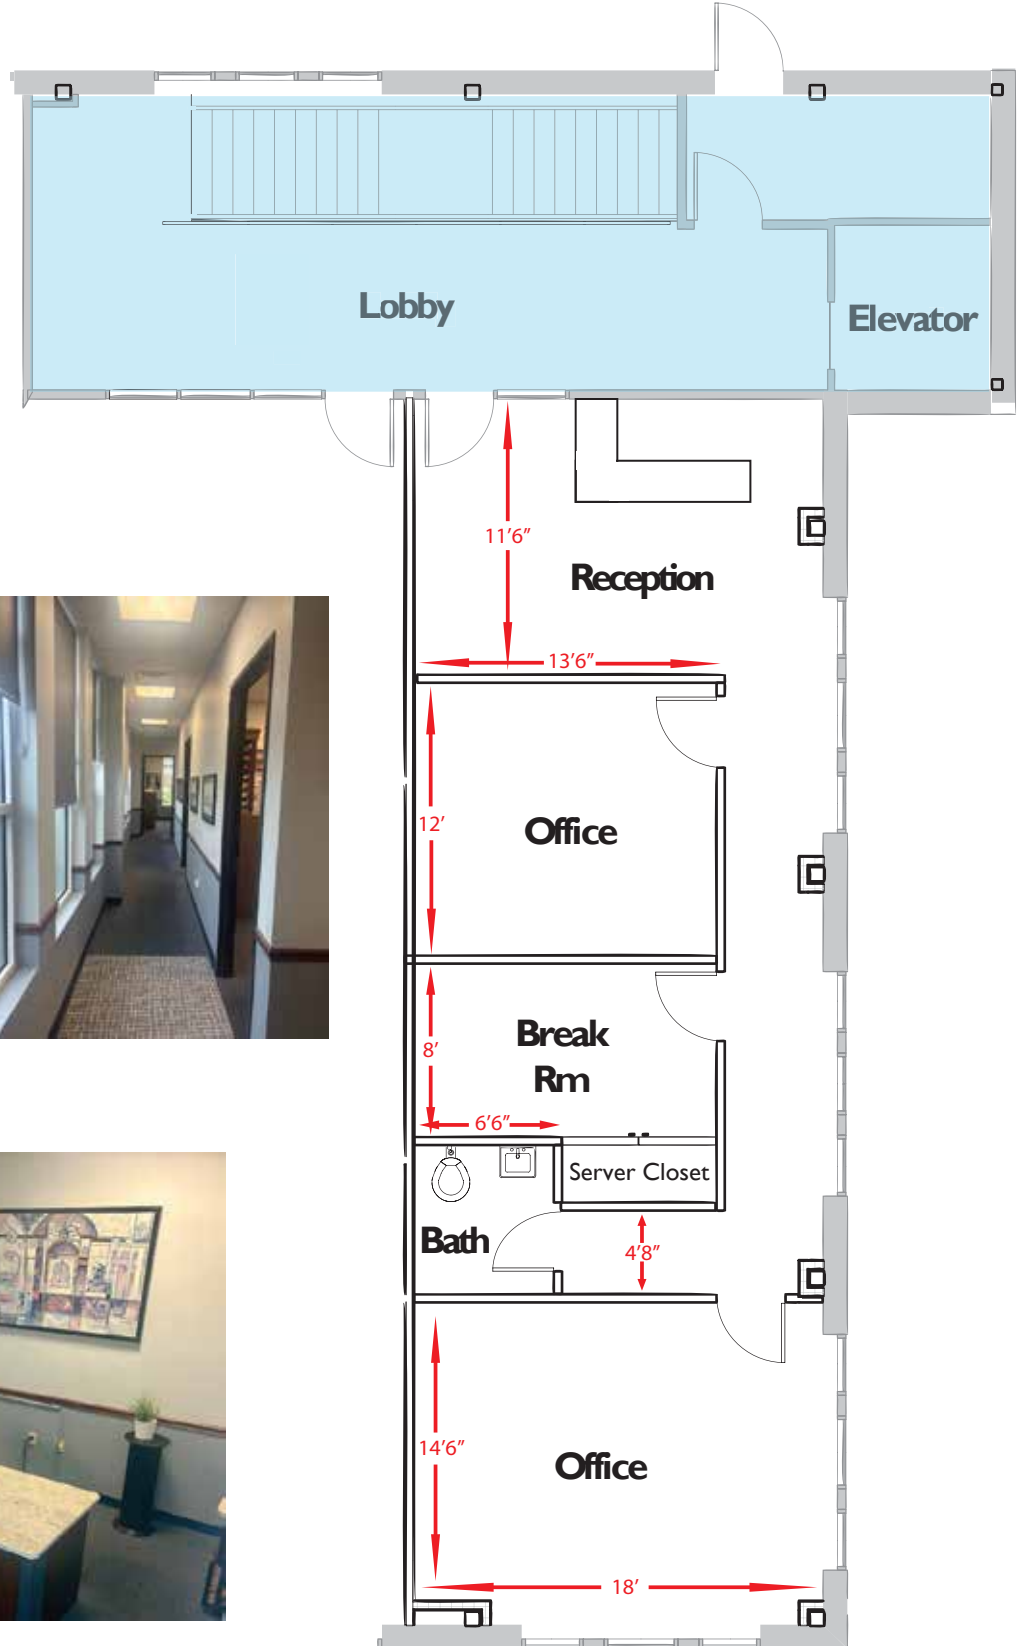 Lobby
Elevator
11’6”
Reception
13’6”
12’
Office
8’
Break
Rm
6’6”
Server Closet
Bath
4’8”
14’6”
Office
18’